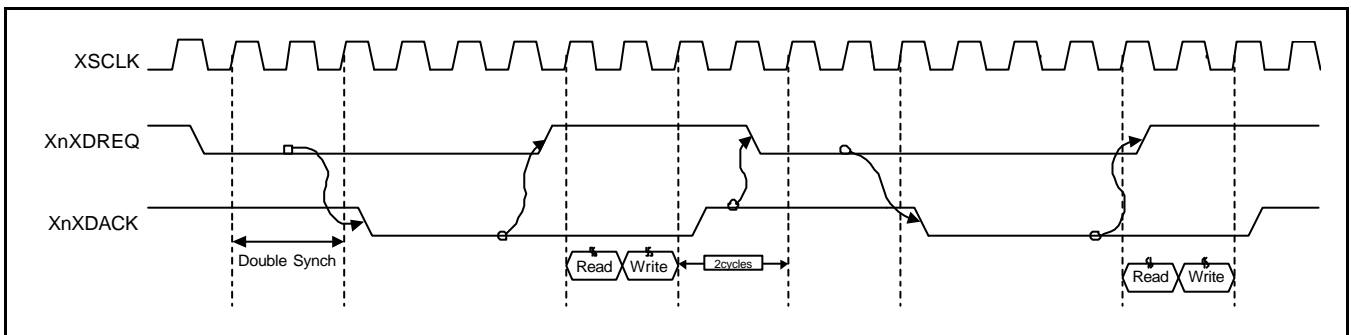 XSCLK
XnXDREQ
XnXDACK
Double Synch
Read Write
2cycles
Read Write